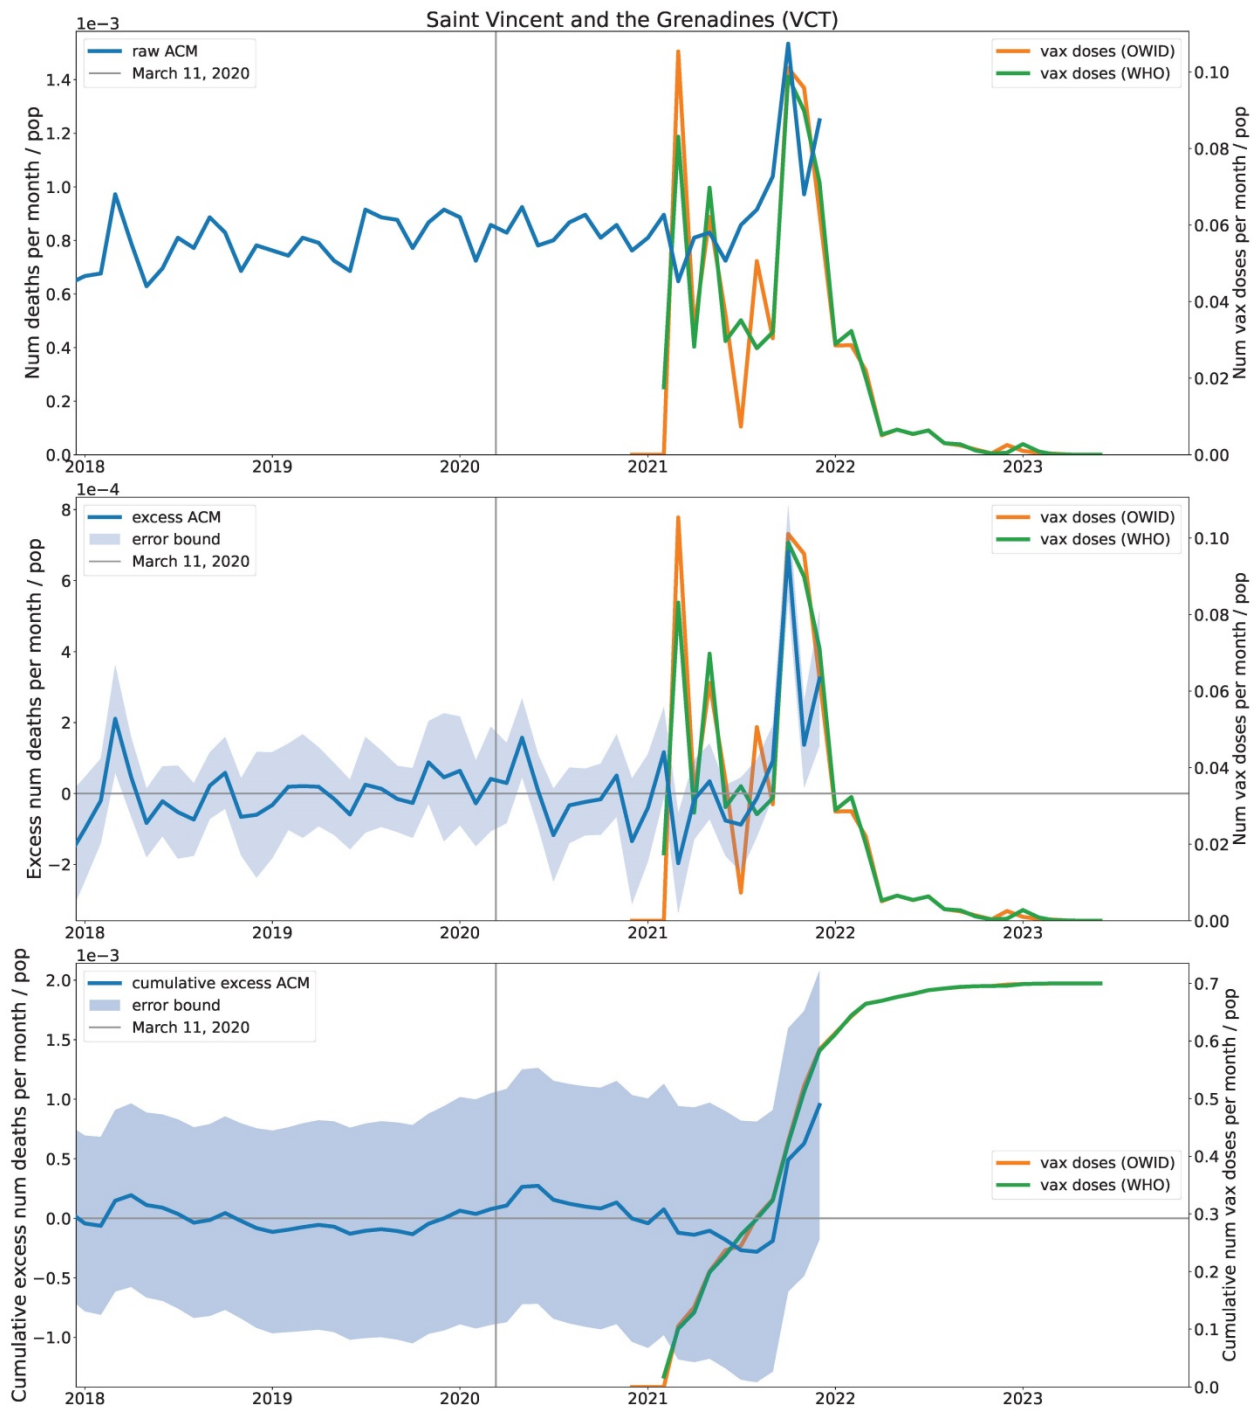 Saint Vincent and the Grenadines (VCT)
1e−3
raw ACM
March 11, 2020
vax doses (OWID)
vax doses (WHO)
Num deaths per month / pop
1.4
1.2
1.0
0.8
0.6
0.4
0.2
0.0
Num vax doses per month / pop
0.10
0.08
0.06
0.04
0.02
0.00
2018 2019 2020 2021 2022 2023
1e−4
excess ACM
error bound
March 11, 2020
vax doses (OWID)
vax doses (WHO)
Excess num deaths per month / pop
8
6
4
2
0
−2
Num vax doses per month / pop
0.10
0.08
0.06
0.04
0.02
0.00
2018 2019 2020 2021 2022 2023
1e−3
cumulative excess ACM
error bound
March 11, 2020
vax doses (OWID)
vax doses (WHO)
Cumulative excess num deaths per month / pop
2.0
1.5
1.0
0.5
0.0
−0.5
−1.0
Cumulative num vax doses per month / pop
0.7
0.6
0.5
0.4
0.3
0.2
0.1
0.0
2018 2019 2020 2021 2022 2023